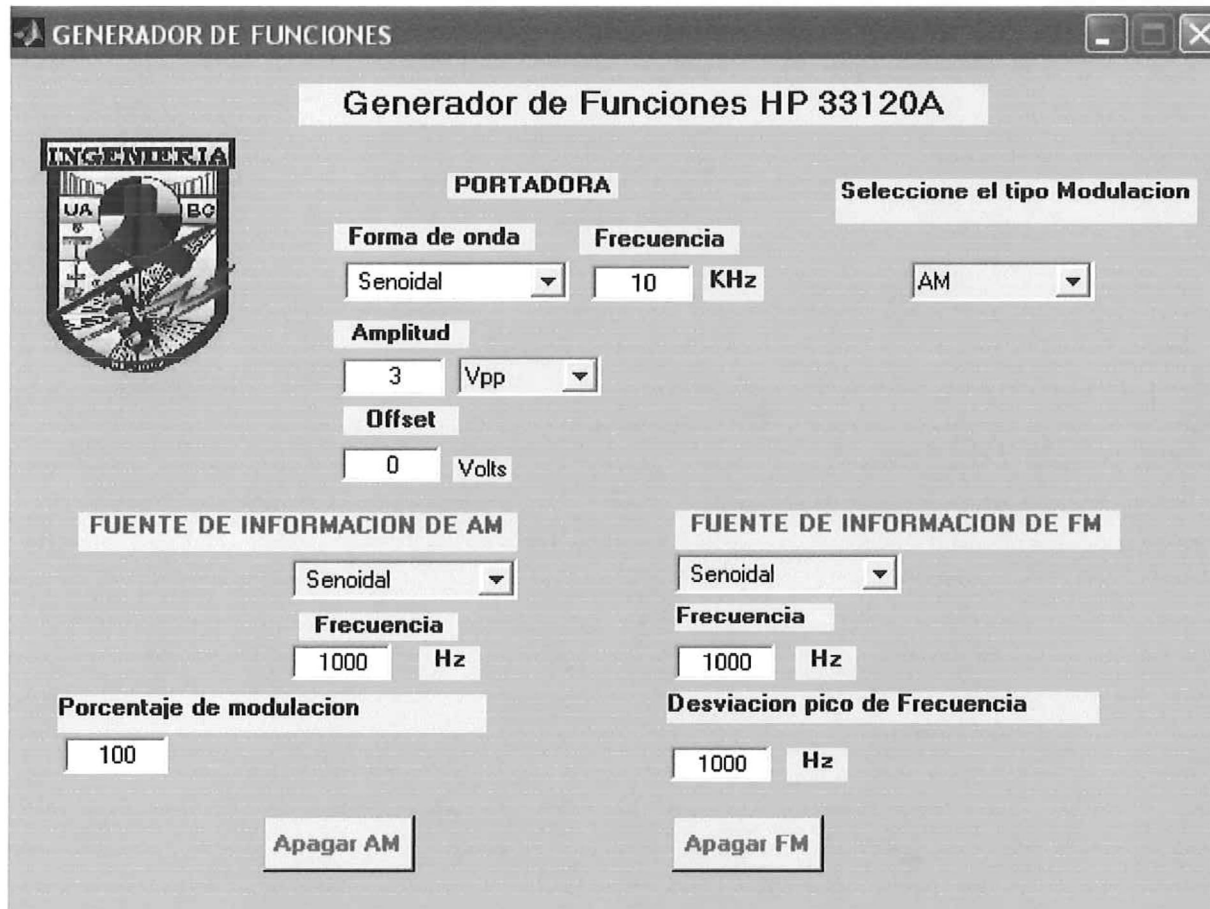 GENERADOR DE FUNCIONES
Generador de Funciones HP 33120A
INGENIERIA
UA BC
PORTADORA
Seleccione el tipo Modulacion
Forma de onda
Frecuencia
Senoidal
10
KHz
AM
Amplitud
3
Vpp
Offset
0
Volts
FUENTE DE INFORMACION DE AM
FUENTE DE INFORMACION DE FM
Senoidal
Senoidal
Frecuencia
Frecuencia
1000
Hz
1000
Hz
Porcentaje de modulacion
Desviacion pico de Frecuencia
100
1000
Hz
Apagar AM
Apagar FM